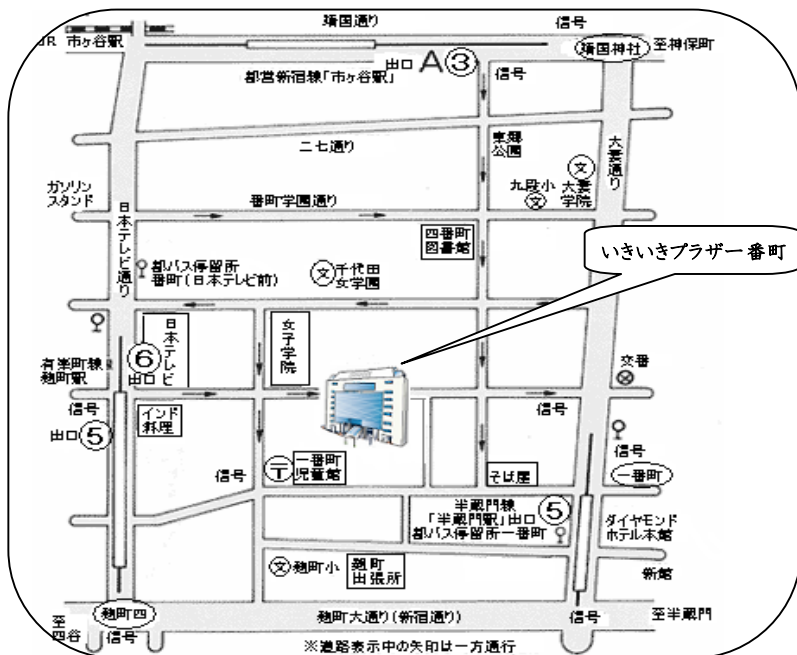 靖国通り
信号
JR 市ヶ谷駅
靖国神社
至神保町
出口 A③
都営新宿線「市ヶ谷駅」
信号
二七通り
東郷
公園
大妻通り
ガソリン
スタンド
日本テレビ通り
番町学園通り
九段小
文
大妻
学院
文
四番町
図書館
いきいきプラザ一番町
都バス停留所
番町(日本テレビ前)
文
千代田
女学園
日本テレビ
女子学院
有楽町線
麹町駅
⑥
出口
交番
信号
出口⑤
インド
料理
信号
信号
〒
一番町
児童館
そば屋
信号
一番町
半蔵門線
「半蔵門駅」出口
⑤
都バス停留所一番町
ダイヤモンド
ホテル本館
文
麹町小
麹町
出張所
新館
至
四谷
麹町四
信号
麹町大通り(新宿通り)
信号
至半蔵門
※道路表示中の矢印は一方通行